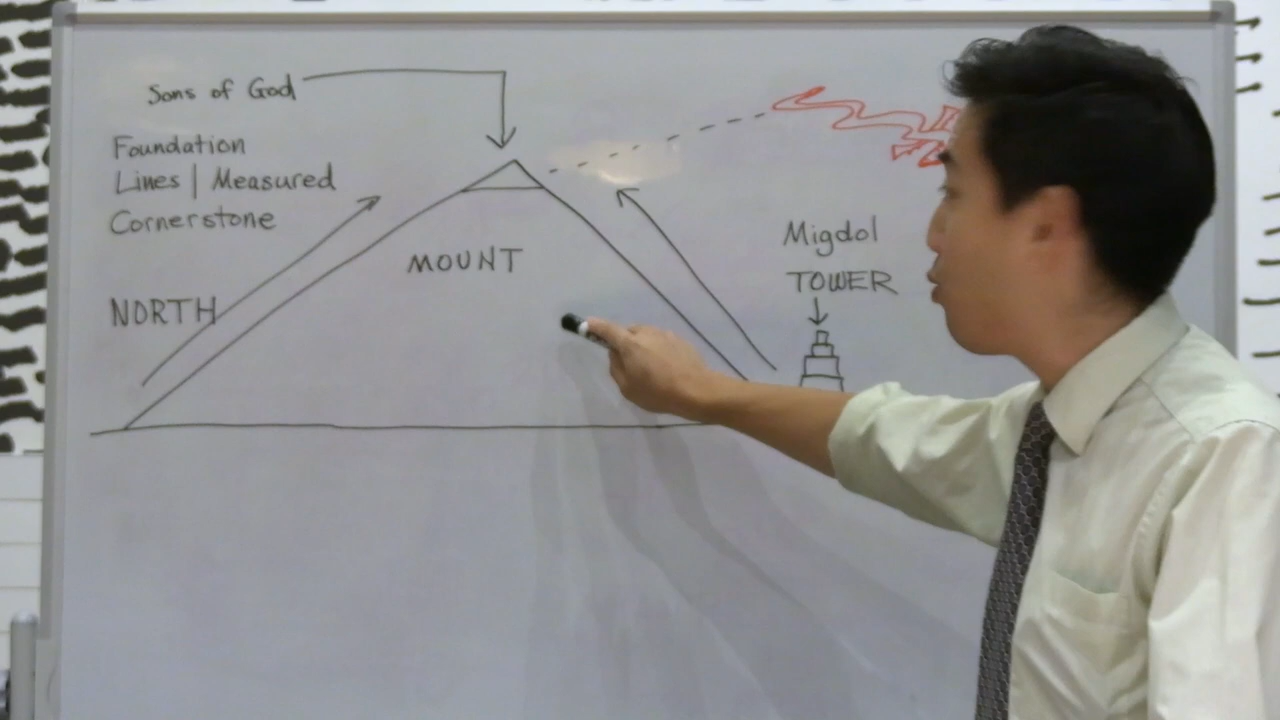 Sons of God
Foundation
Lines | Measured
Cornerstone
NORTH
MOUNT
Migdol
TOWER